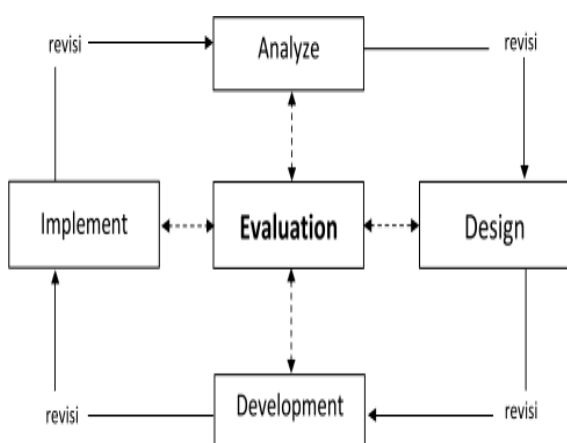 revisi
Analyze
revisi
Implement
Evaluation
Design
revisi
Development
revisi